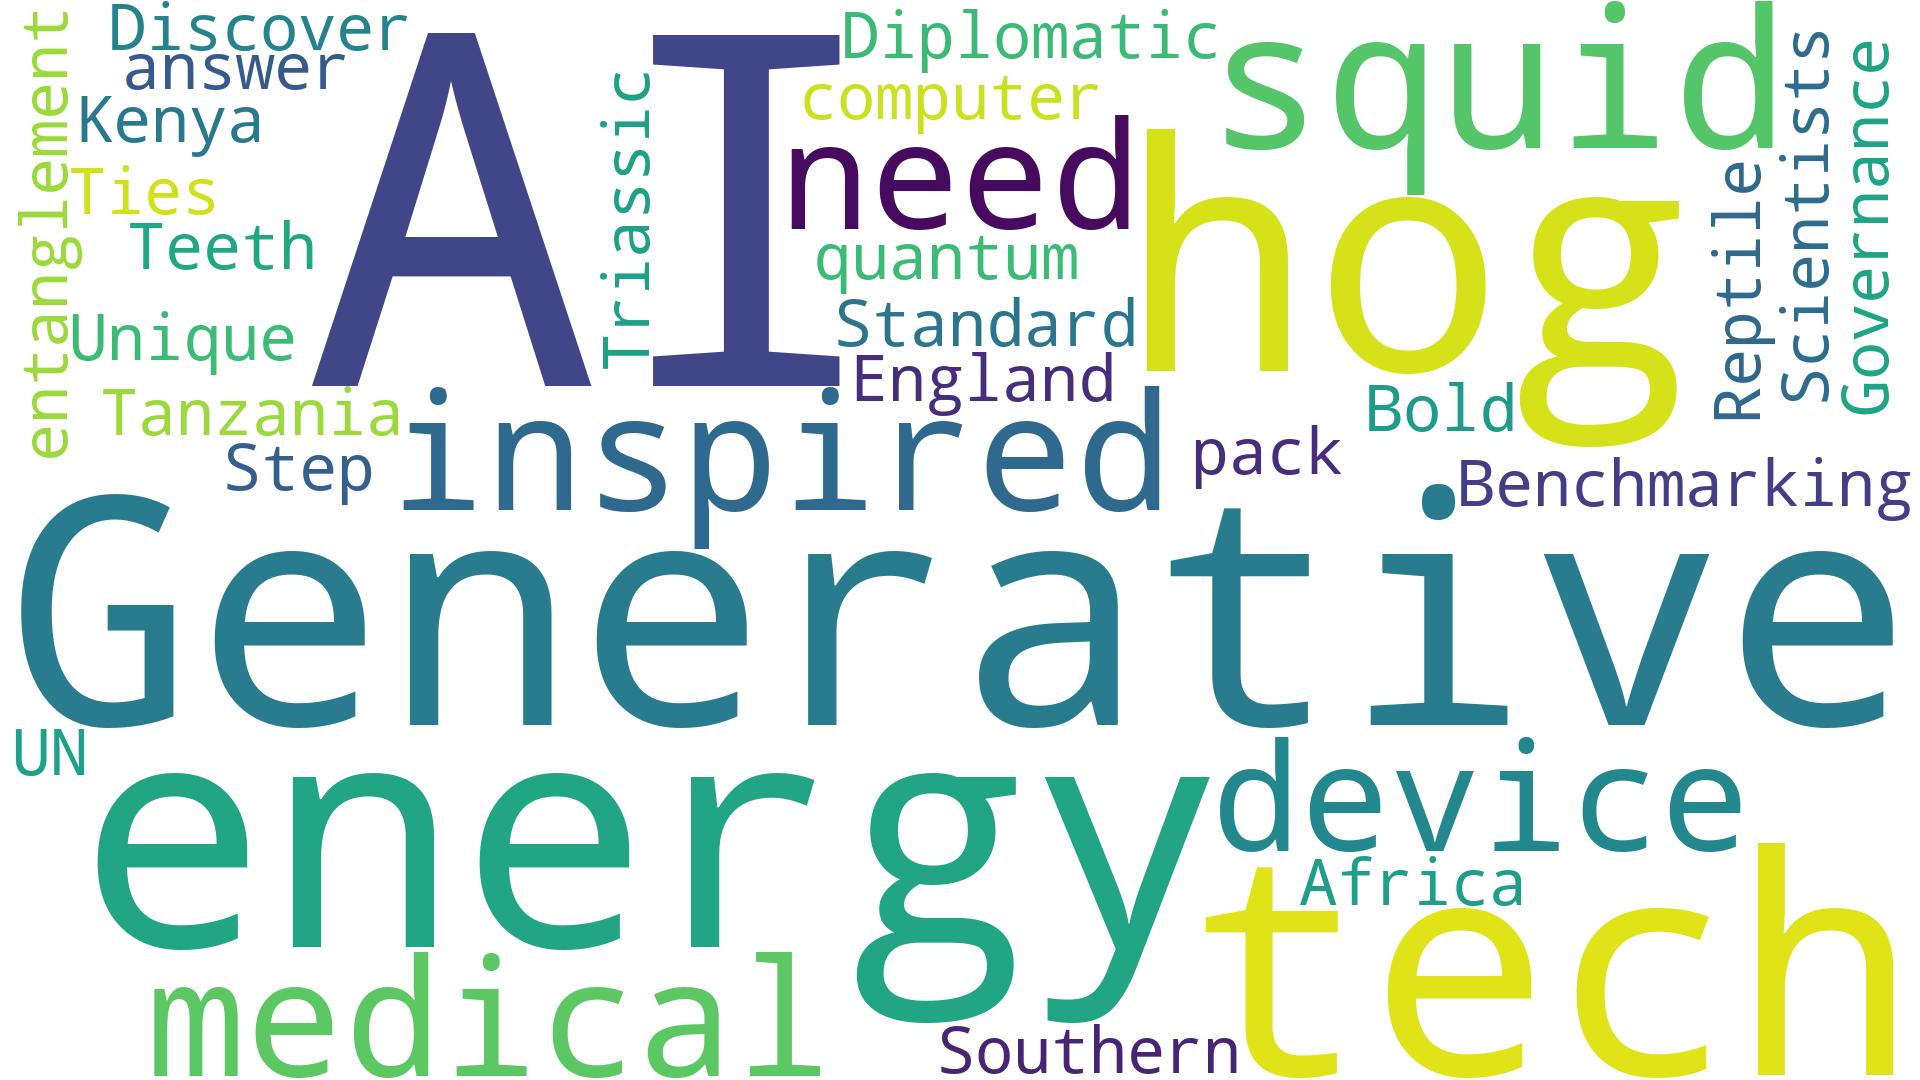 Discover
answer
Kenya
Ties
Teeth
Unique
Tanzania
Step
entanglement
AI
Triassic
Diplomatic
computer
need
quantum
Standard
England
squid
hog
Reptile
Scientists
Governance
Bold
inspired
pack
Benchmarking
Generative
UN
energy
device
Africa
tech
medical
Southern